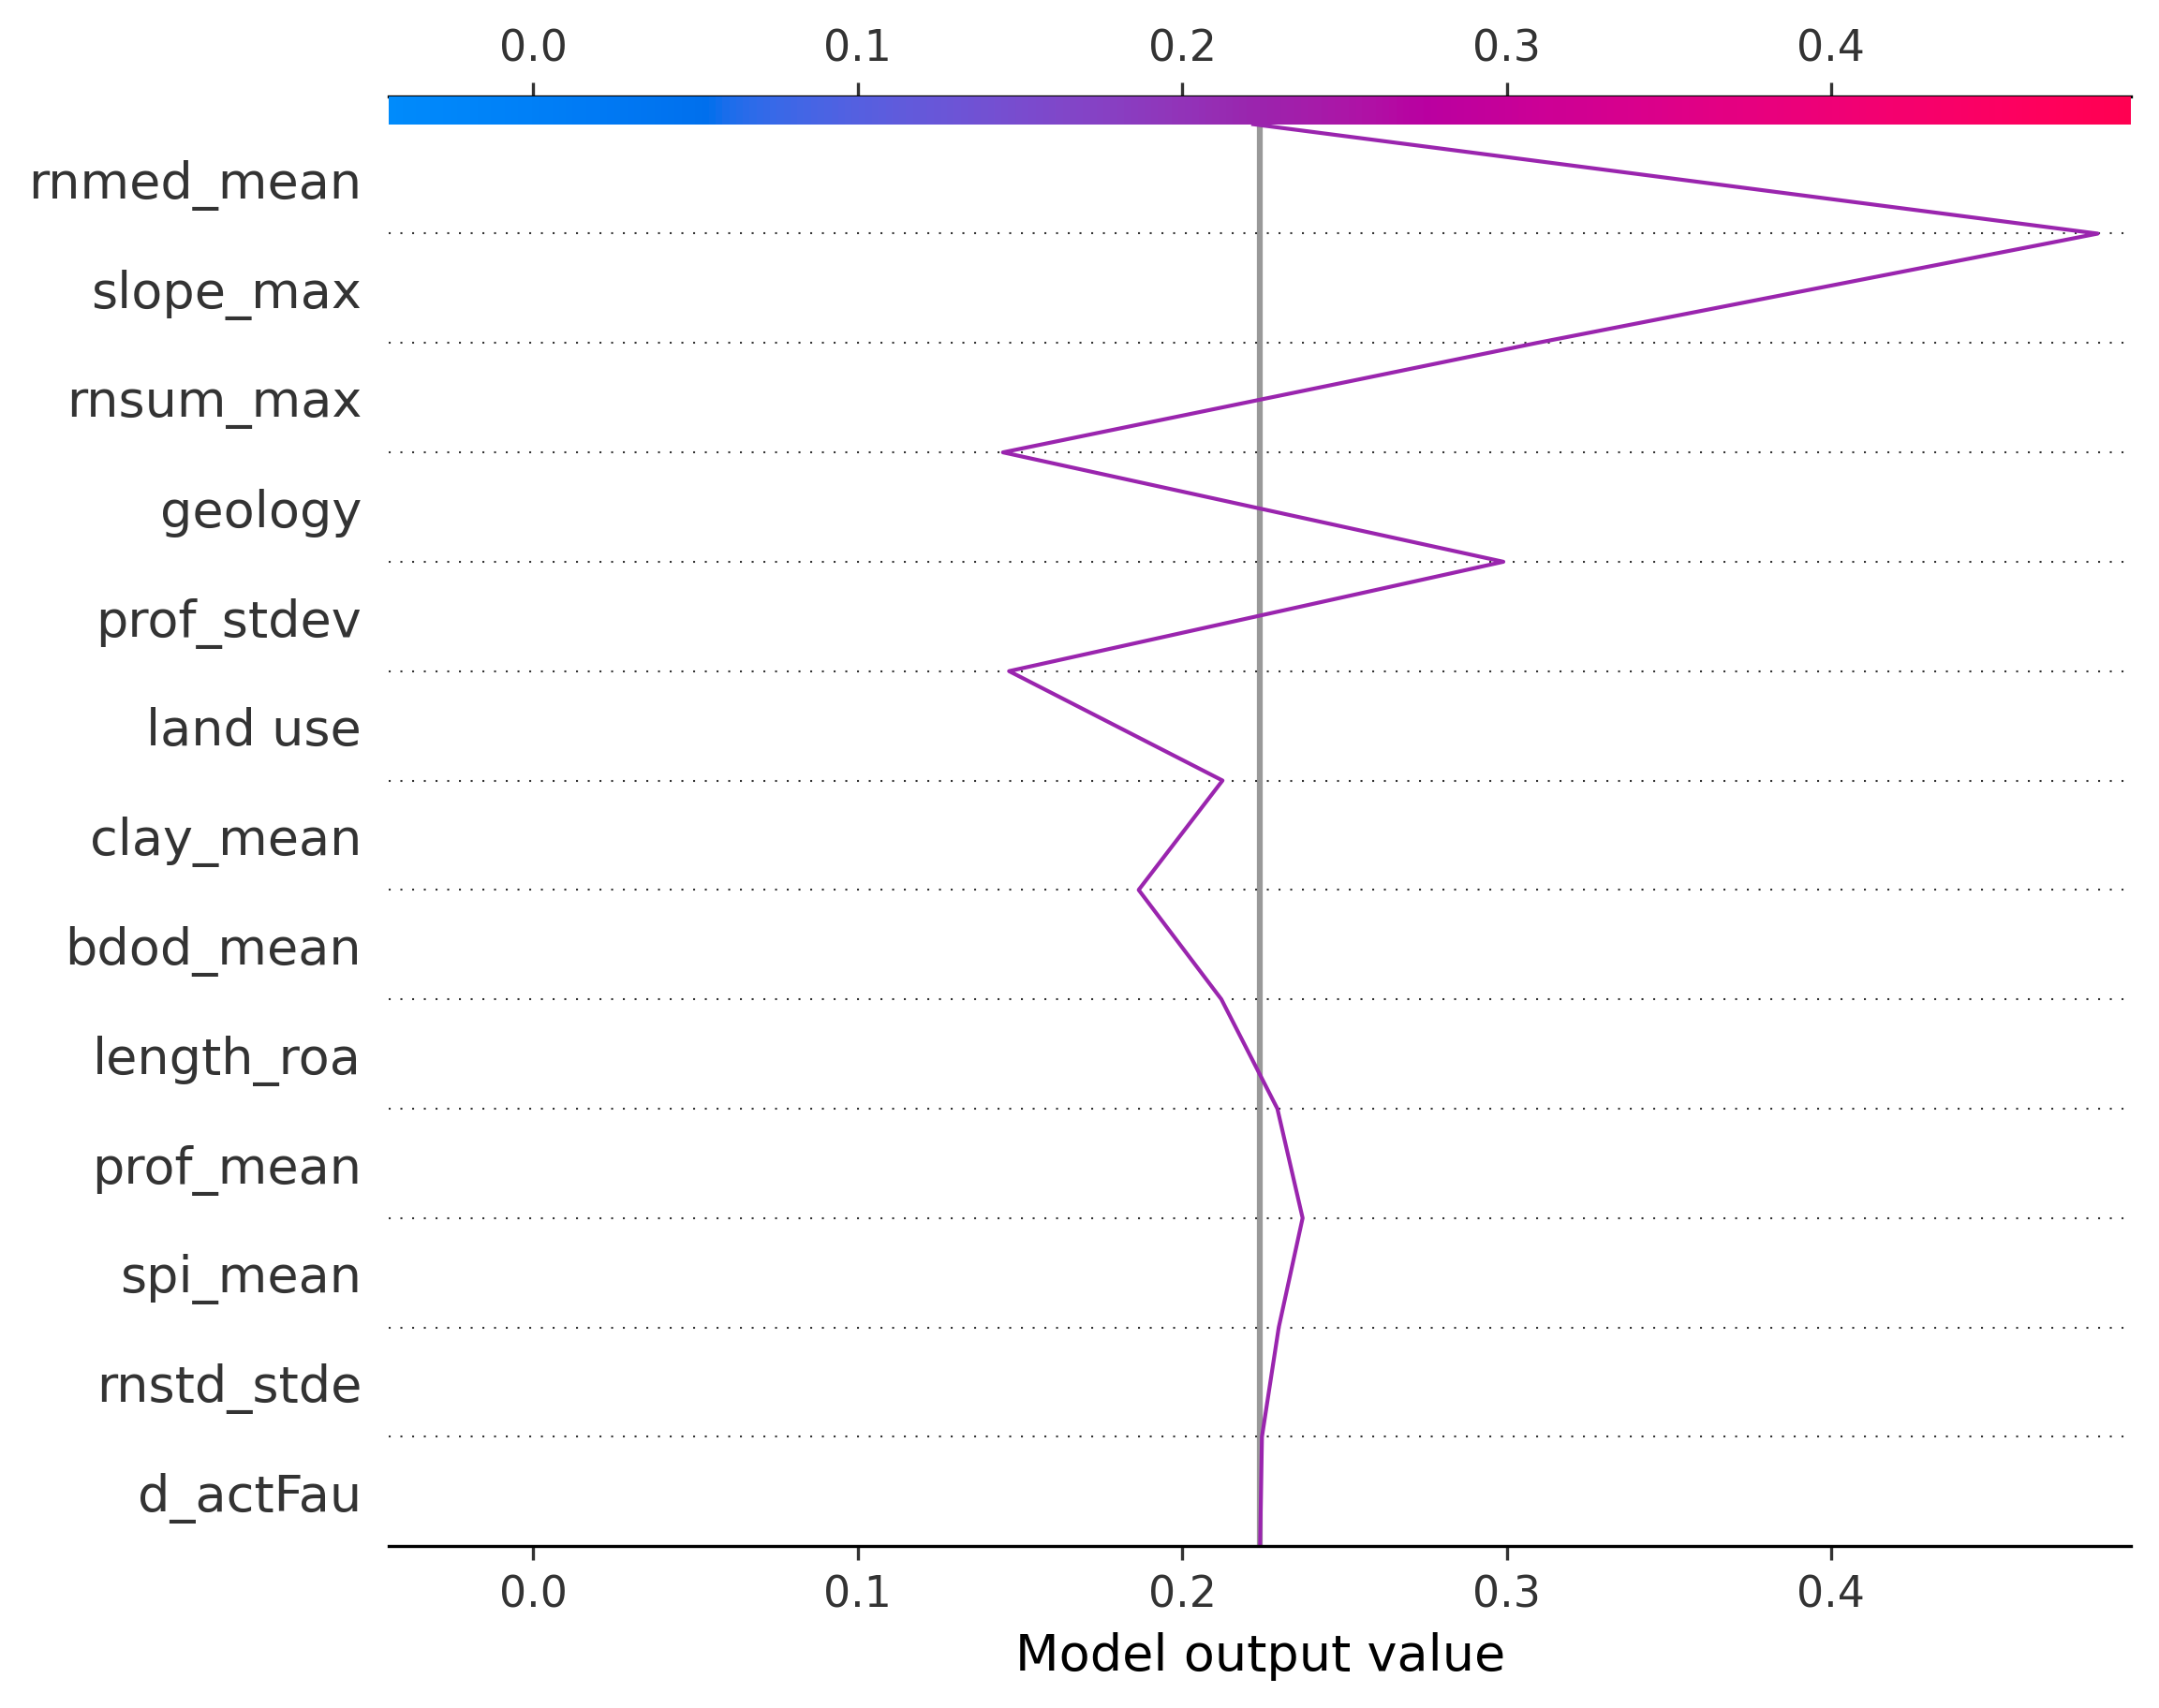 0.0 0.1 0.2 0.3 0.4
rnmed_mean
slope_max
rnsum_max
geology
prof_stdev
land use
clay_mean
bdod_mean
length_roa
prof_mean
spi_mean
rnstd_stde
d_actFau
0.0 0.1 0.2 0.3 0.4
Model output value